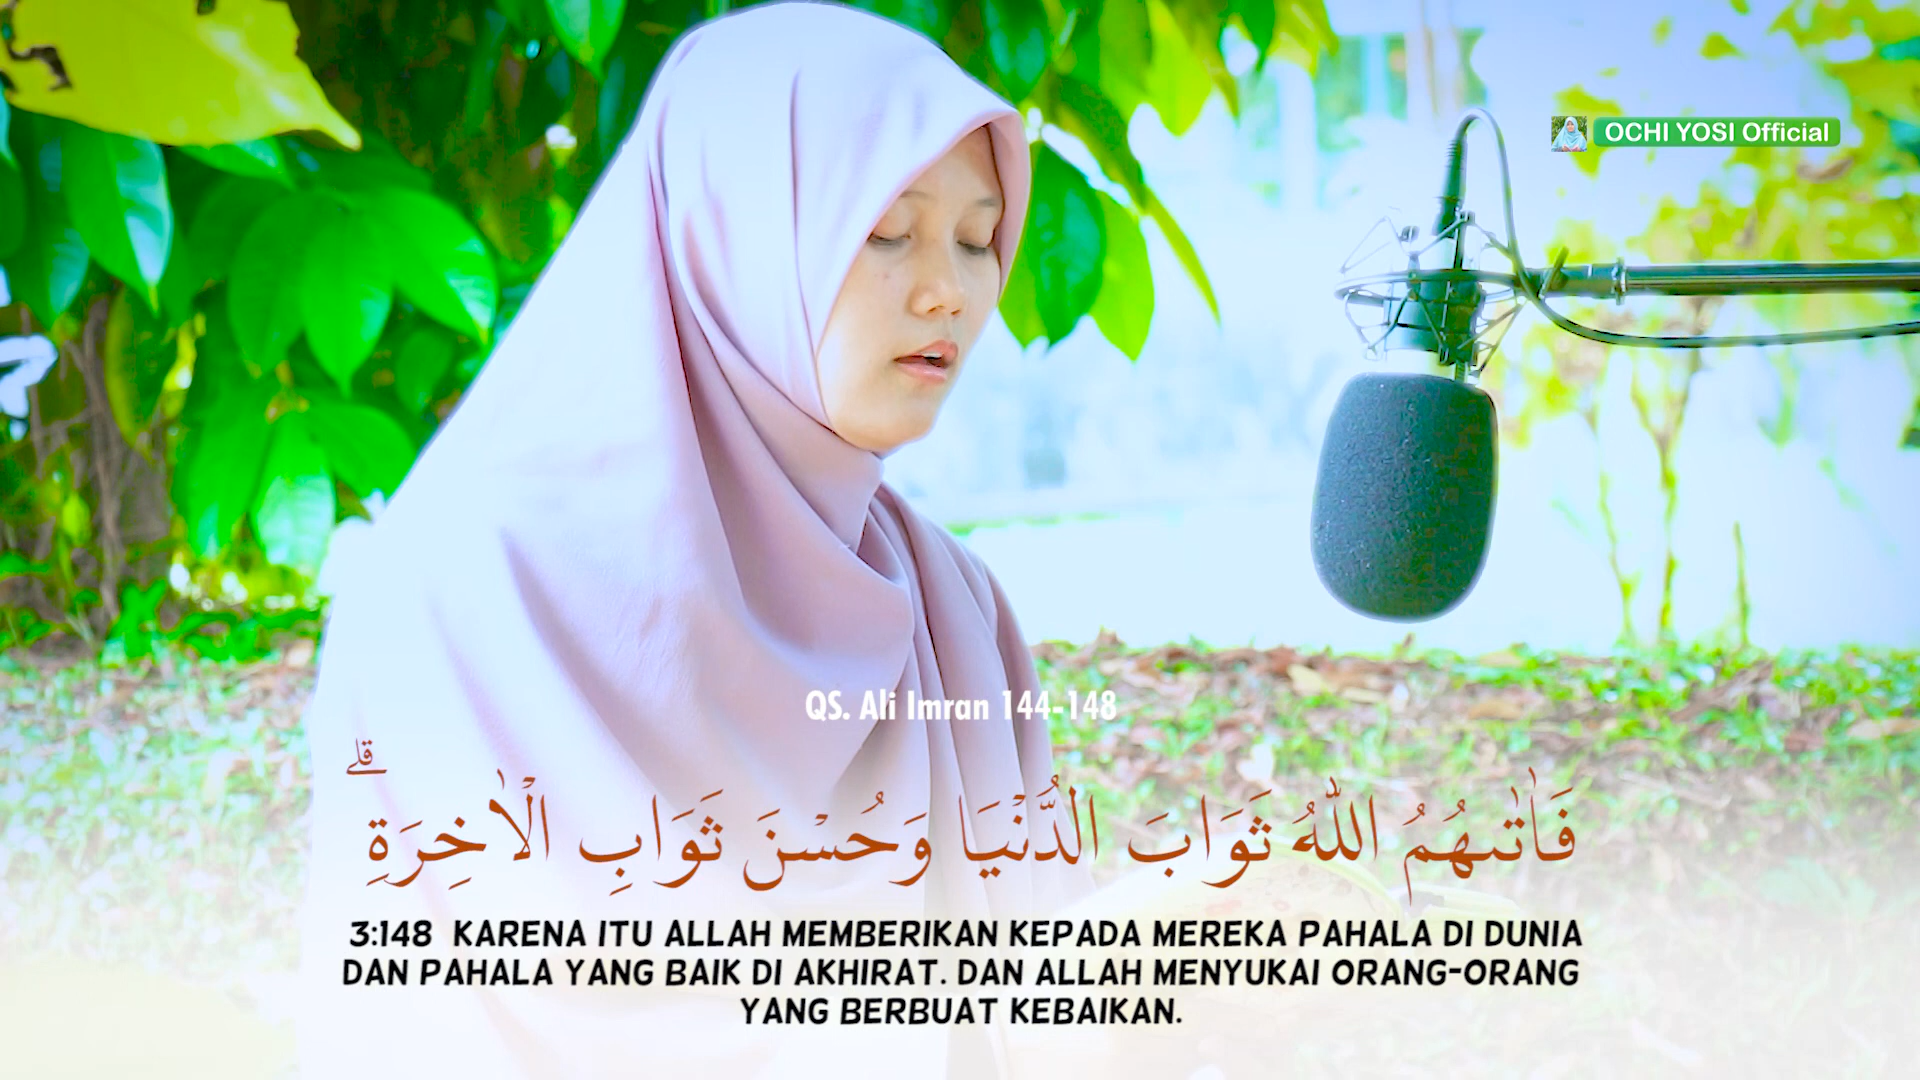 OCHI YOSI Official
QS. Ali Imran 144-148
فَاٰتٰىهُمُ اللّٰهُ ثَوَابَ الدُّنْيَا وَحُسْنَ ثَوَابِ الْاٰخِرَةِ ۗ
3:148 KARENA ITU ALLAH MEMBERIKAN KEPADA MEREKA PAHALA DI DUNIA
DAN PAHALA YANG BAIK DI AKHIRAT. DAN ALLAH MENYUKAI ORANG-ORANG
YANG BERBUAT KEBAIKAN.